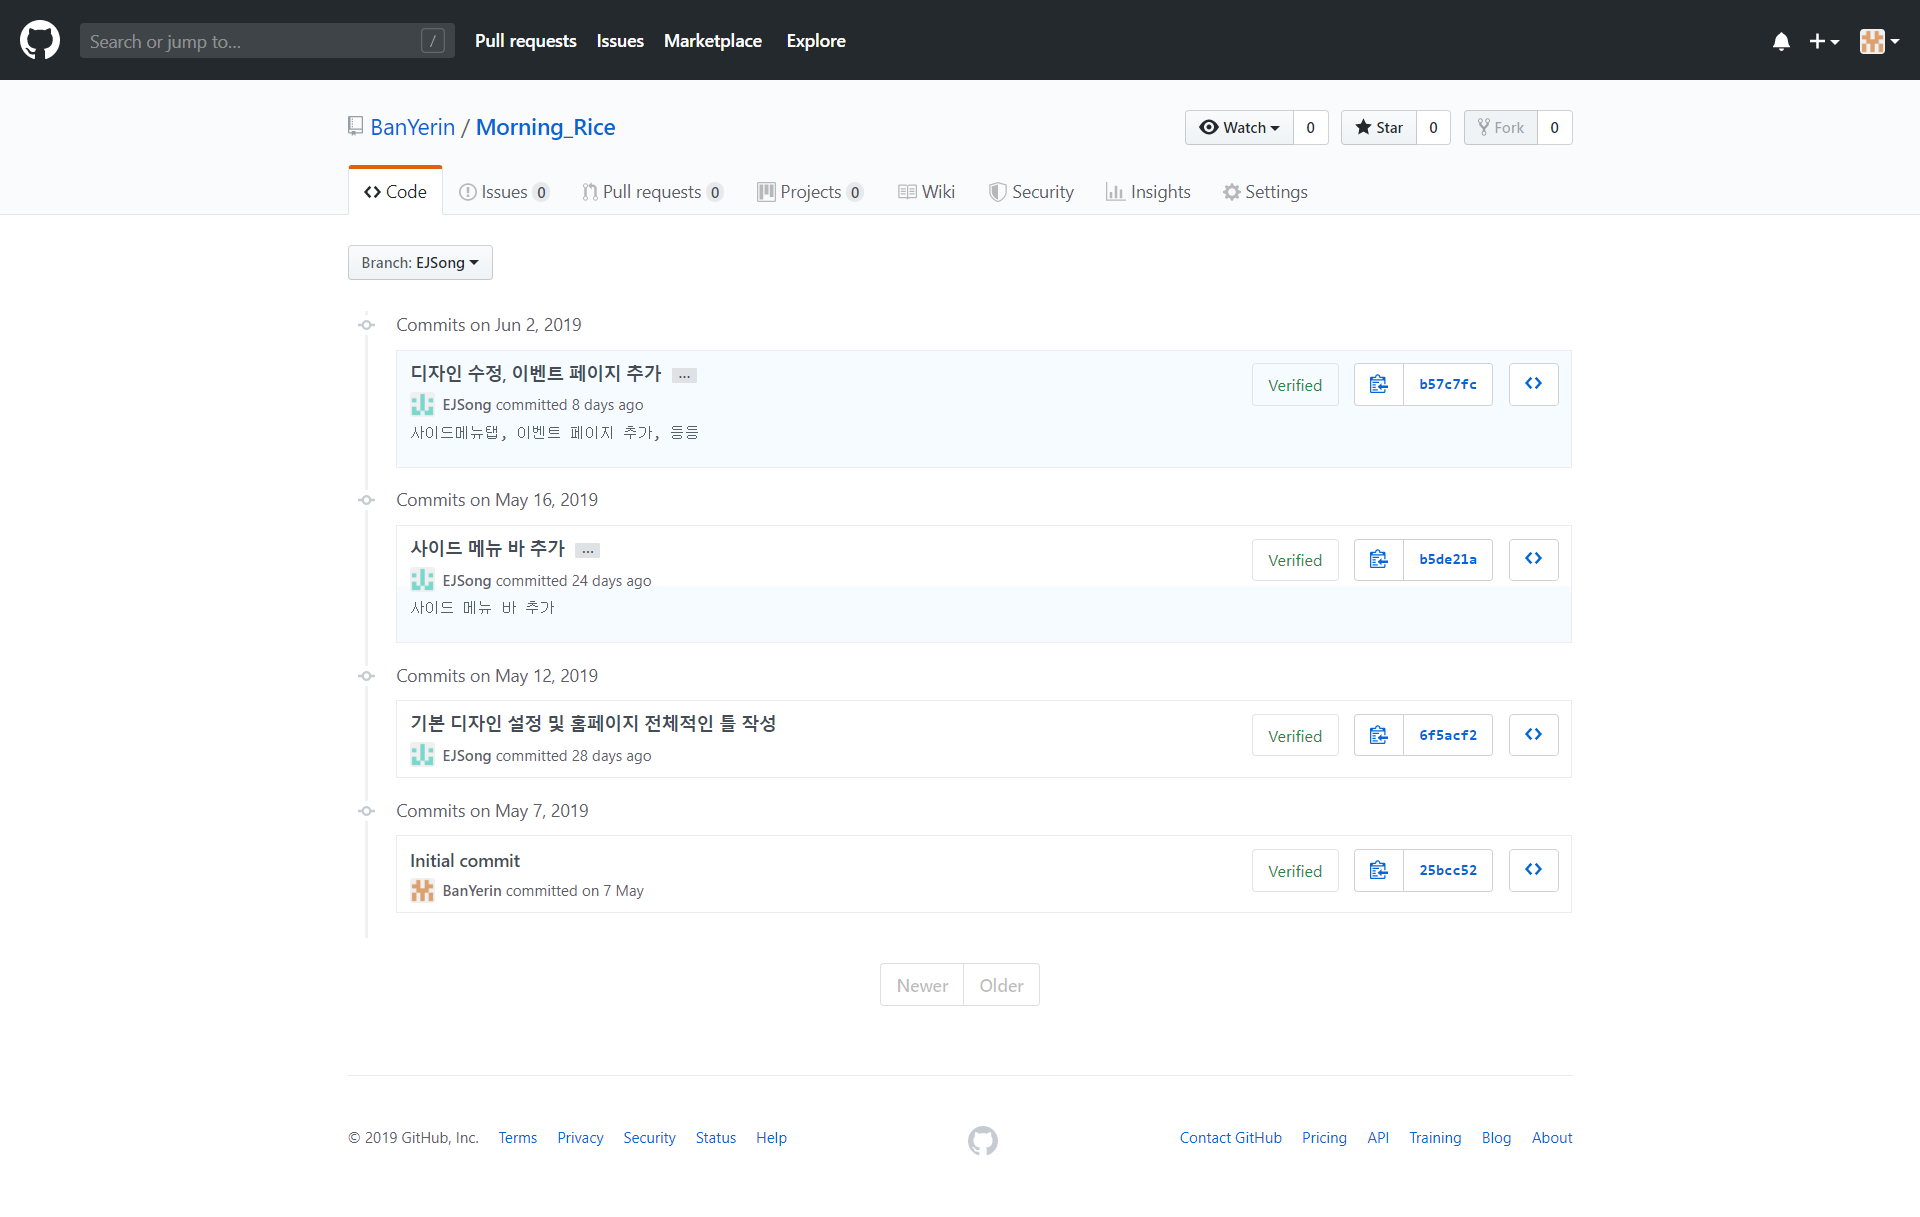 Search or jump to... / Pull requests Issues Marketplace Explore
BanYerin / Morning_Rice Watch 0 Star 0 Fork 0
Code Issues 0 Pull requests 0 Projects 0 Wiki Security Insights Settings
Branch: EJSong
Commits on Jun 2, 2019
디자인 수정, 이벤트 페이지 추가 ...
Verified b57c7fc
EJSong committed 8 days ago
사이드메뉴탭, 이벤트 페이지 추가, 등등
Commits on May 16, 2019
사이드 메뉴 바 추가 ...
Verified b5de21a
EJSong committed 24 days ago
사이드 메뉴 바 추가
Commits on May 12, 2019
기본 디자인 설정 및 홈페이지 전체적인 틀 작성
Verified 6f5acf2
EJSong committed 28 days ago
Commits on May 7, 2019
Initial commit
Verified 25bcc52
BanYerin committed on 7 May
Newer Older
© 2019 GitHub, Inc. Terms Privacy Security Status Help Contact GitHub Pricing API Training Blog About